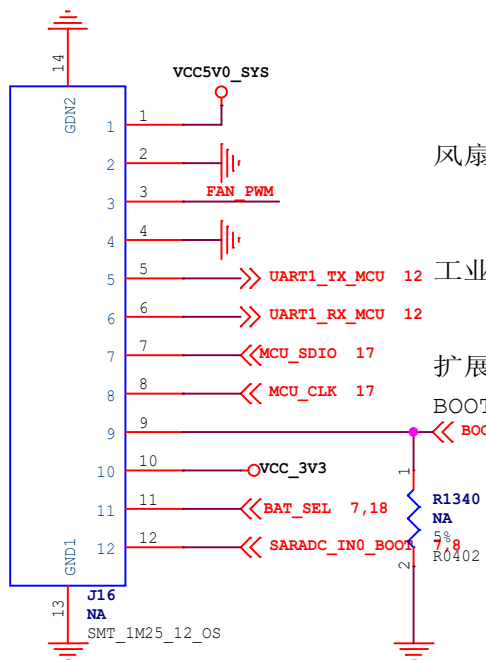 14
GDN2
VCC5V0_SYS
1 1
2 2
风扇
3 3 FAN_PWM
4 4
5 5 UART1_TX_MCU 12
工业
6 6 UART1_RX_MCU 12
7 7 MCU_SDIO 17
扩展
8 8 MCU_CLK 17
BOOT
9 9 BOO
10 10 VCC_3V3
1
11 11 BAT_SEL 7,18
R1340
NA
5%
12 12 SARADC_IN0_BOOT 7,8
R0402
2
GND1
13
J16
NA
SMT_1M25_12_OS